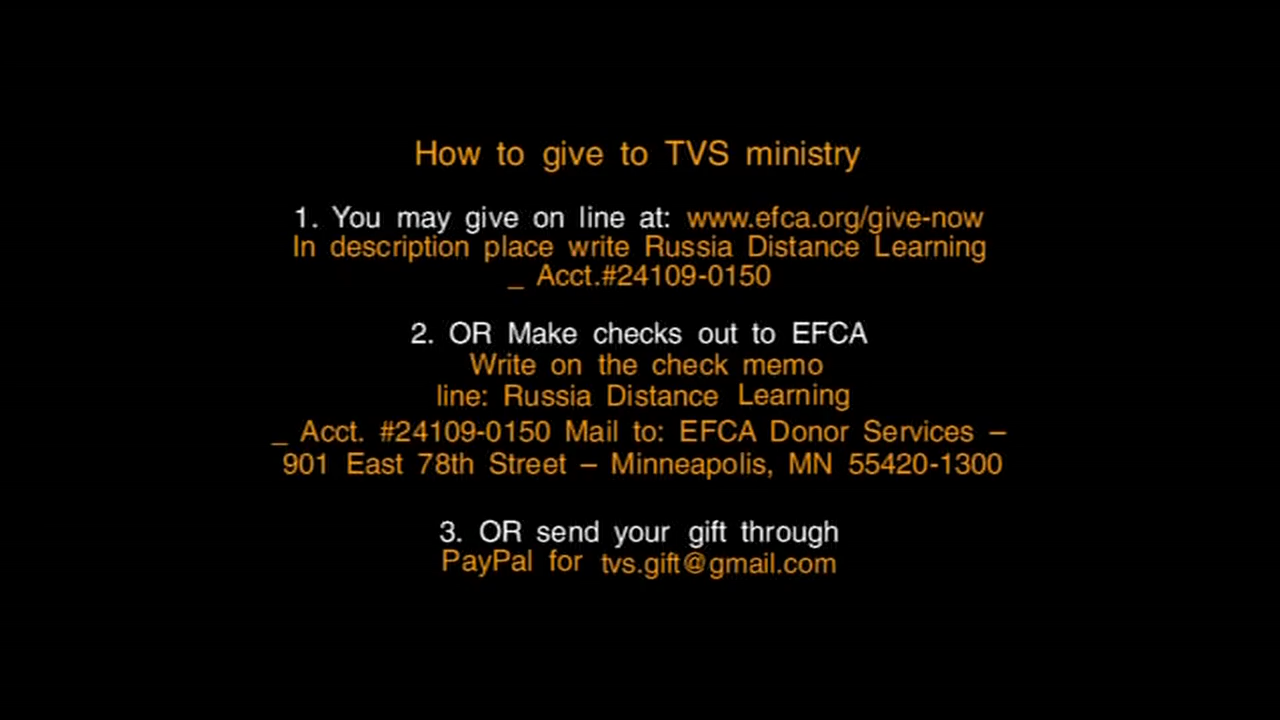 How to give to TVS ministry
1. You may give on line at: www.efca.org/give-now
In description place write Russia Distance Learning
_ Acct.#24109-0150
2. OR Make checks out to EFCA
Write on the check memo
line: Russia Distance Learning
_ Acct. #24109-0150 Mail to: EFCA Donor Services –
901 East 78th Street – Minneapolis, MN 55420-1300
3. OR send your gift through
PayPal for tvs.gift@gmail.com